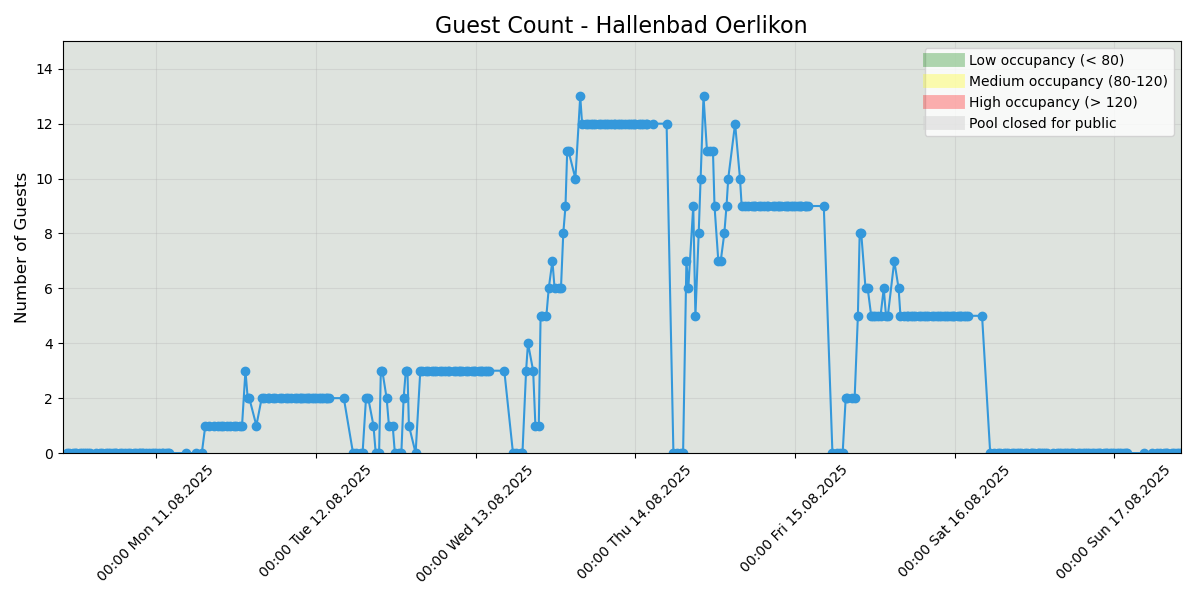 Guest Count - Hallenbad Oerlikon
Low occupancy (< 80)
Medium occupancy (80-120)
High occupancy (> 120)
Pool closed for public
Number of Guests
14
12
10
8
6
4
2
0
00:00 Mon 11.08.2025
00:00 Tue 12.08.2025
00:00 Wed 13.08.2025
00:00 Thu 14.08.2025
00:00 Fri 15.08.2025
00:00 Sat 16.08.2025
00:00 Sun 17.08.2025